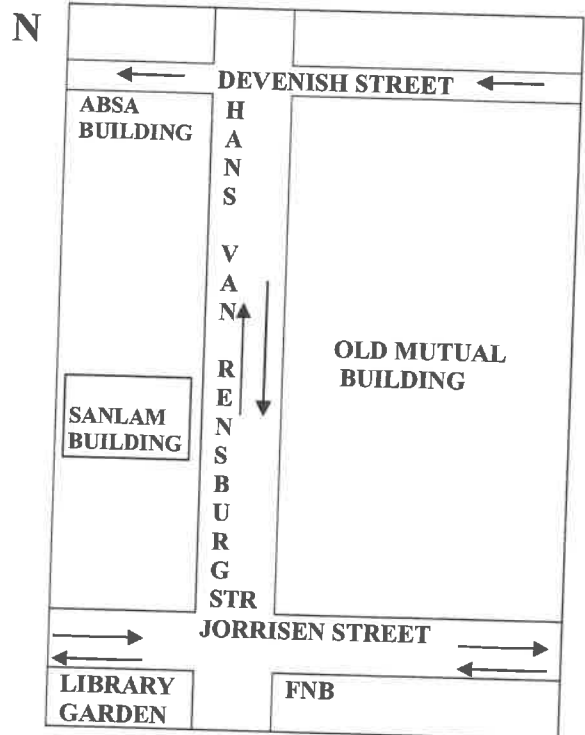 N
DEVENISH STREET
ABSA
BUILDING
HANS VAN RENSBURG STR
OLD MUTUAL
BUILDING
SANLAM
BUILDING
JORRISEN STREET
LIBRARY
GARDEN
FNB